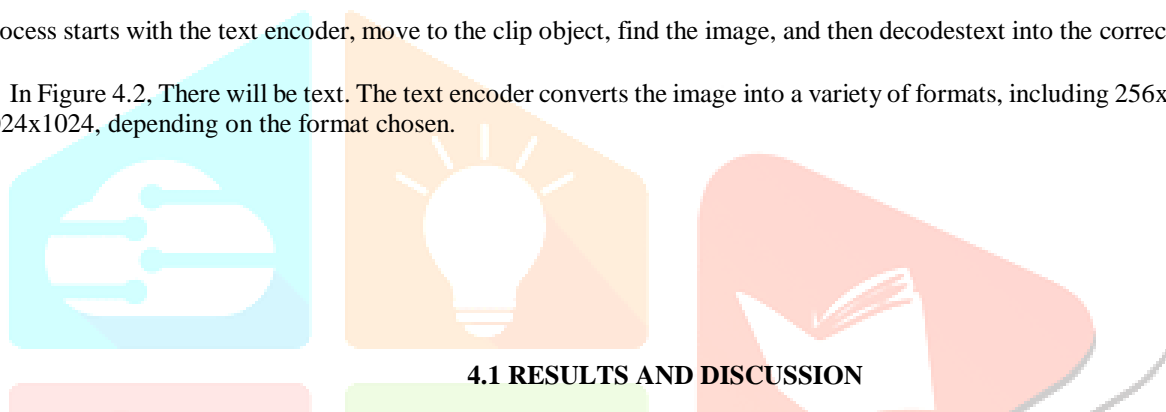 ocess starts with the text encoder, move to the clip object, find the image, and then decodestext into the correc
In Figure 4.2, There will be text. The text encoder converts the image into a variety of formats, including 256x
24x1024, depending on the format chosen.
4.1 RESULTS AND DISCUSSION